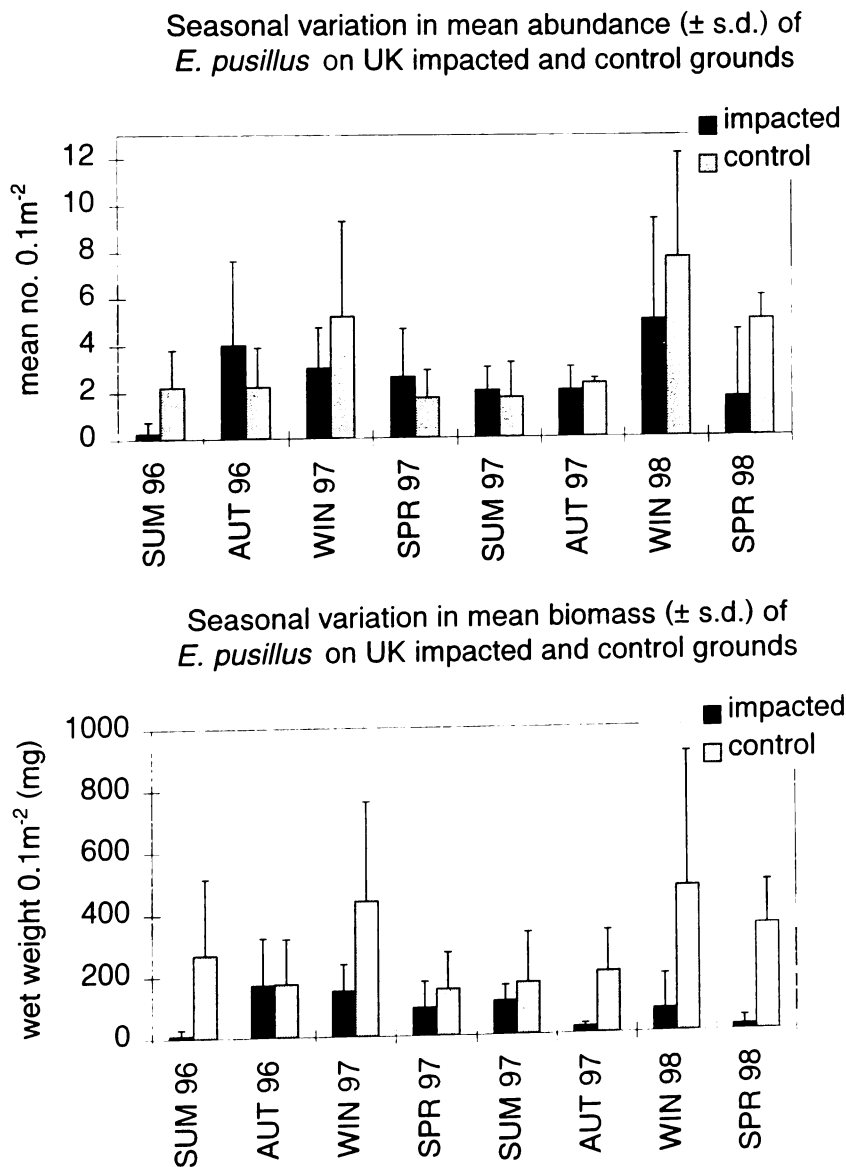 Seasonal variation in mean abundance (± s.d.) of
E. pusillus on UK impacted and control grounds
impacted
control
mean no. 0.1m-2
12
10
8
6
4
2
0
SUM 96
AUT 96
WIN 97
SPR 97
SUM 97
AUT 97
WIN 98
SPR 98
Seasonal variation in mean biomass (± s.d.) of
E. pusillus on UK impacted and control grounds
impacted
control
wet weight 0.1m-2 (mg)
1000
800
600
400
200
0
SUM 96
AUT 96
WIN 97
SPR 97
SUM 97
AUT 97
WIN 98
SPR 98